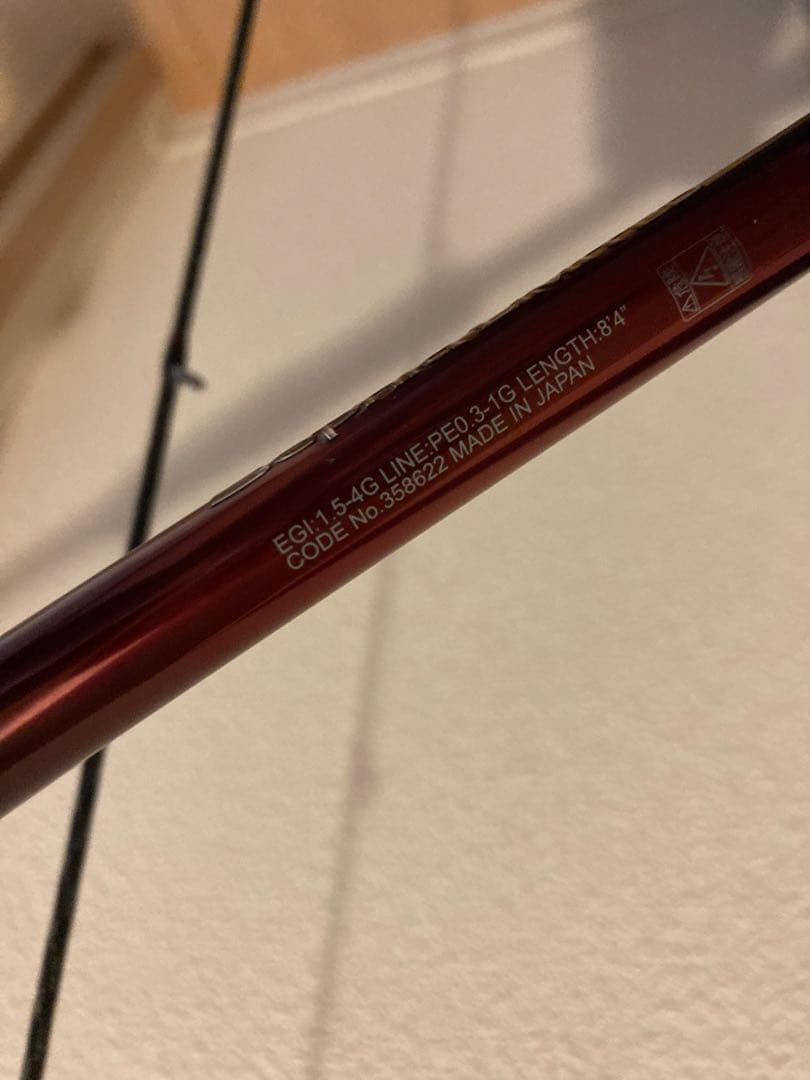 EGI:1.5-4G LINE:PE0.3-1G LENGTH:8'4"
CODE No.358622 MADE IN JAPAN